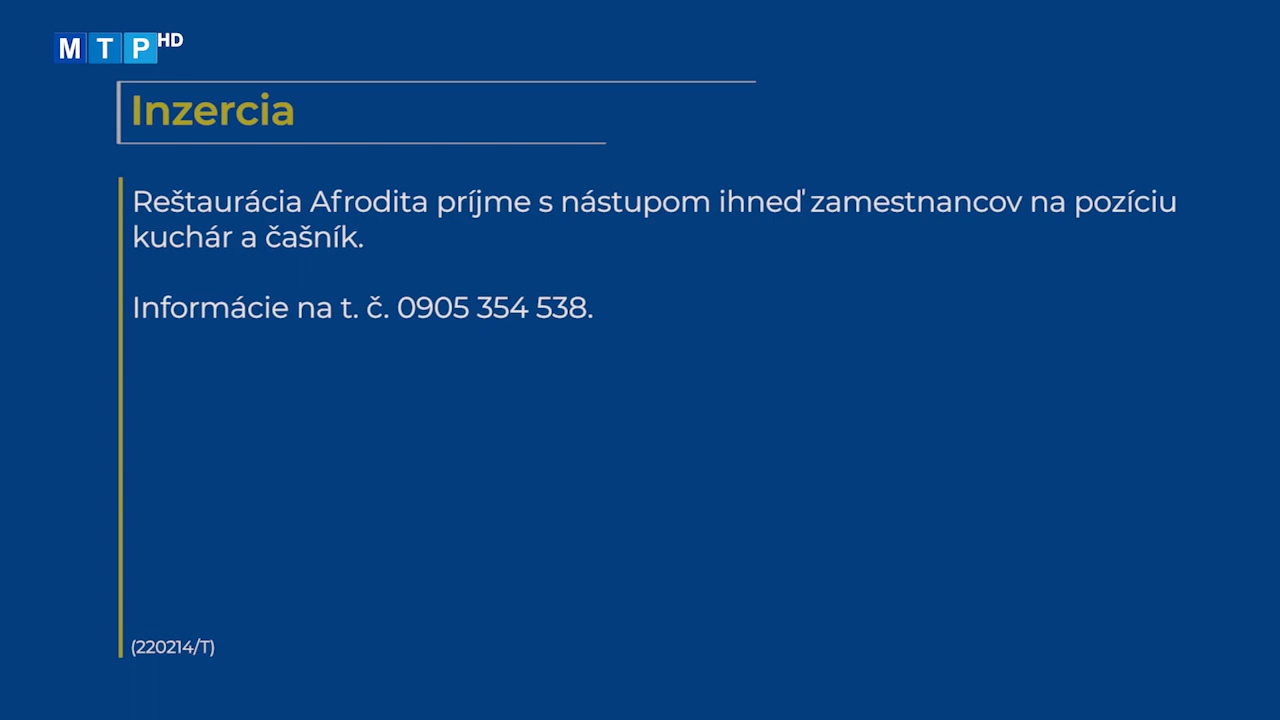 MTP HD
Inzercia
Reštaurácia Afrodita príjme s nástupom ihneď zamestnancov na pozíciu
kuchár a čašník.
Informácie na t. č. 0905 354 538.
(220214/T)